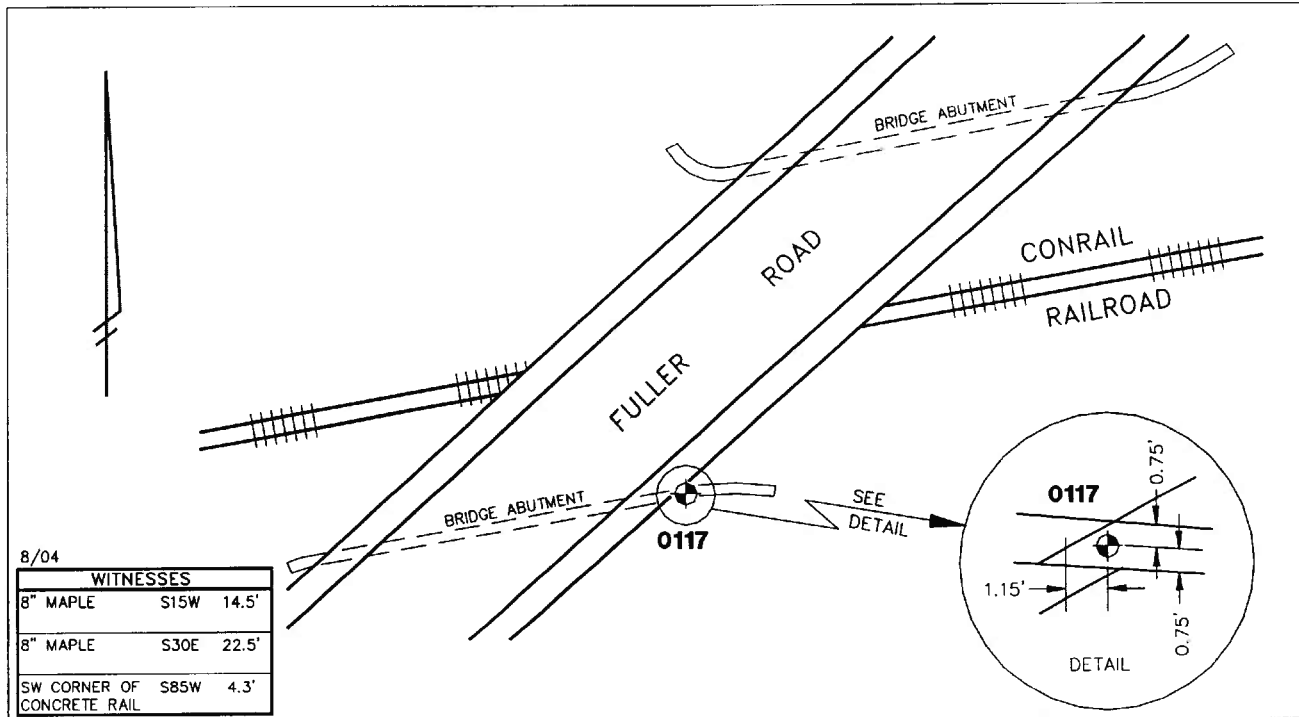 BRIDGE ABUTMENT
ROAD
CONRAIL
RAILROAD
FULLER
BRIDGE ABUTMENT
0117
SEE
DETAIL
0117
0.75'
1.15'
0.75'
DETAIL
8/04
WITNESSES
8" MAPLE S15W 14.5'
8" MAPLE S30E 22.5'
SW CORNER OF S85W 4.3'
CONCRETE RAIL